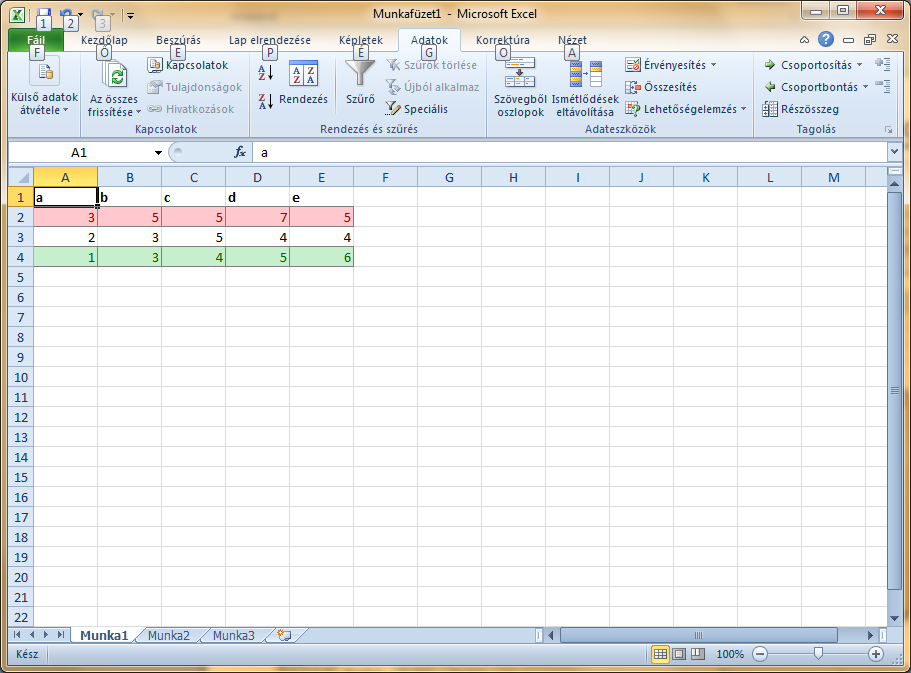 Munkafüzet1 - Microsoft Excel
1 2 3
Fájl Kezdőlap Beszúrás Lap elrendezése Képletek Adatok Korrektúra Nézet
F O E P É G O A
Külső adatok átvétele
Az összes frissítése
Kapcsolatok
Tulajdonságok
Hivatkozások
Kapcsolatok
Rendezés
Szűrő
Szűrők törlése
Újból alkalmaz
Speciális
Rendezés és szűrés
Szövegből oszlopok
Ismétlődések eltávolítása
Érvényesítés
Összesítés
Lehetőségelemzés
Adateszközök
Csoportosítás
Csoportbontás
Részösszeg
Tagolás
A1 fx a
A B C D E F G H I J K L M
1 a b c d e
2 3 5 5 7 5
3 2 3 5 4 4
4 1 3 4 5 6
5
6
7
8
9
10
11
12
13
14
15
16
17
18
19
20
21
22
Munka1 Munka2 Munka3
Kész 100%